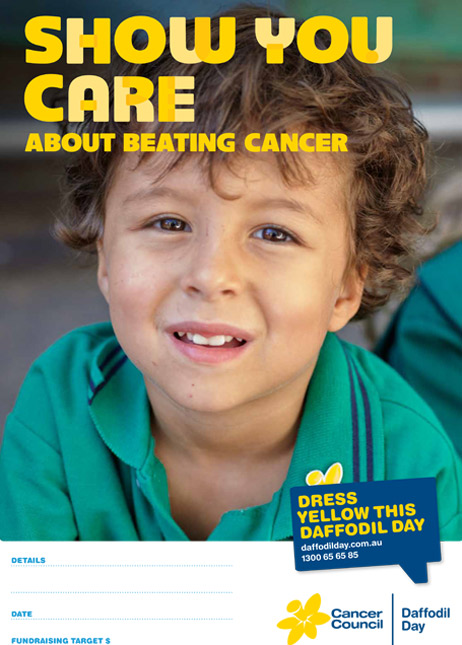 SHOW YOU
CARE
ABOUT BEATING CANCER
DRESS
YELLOW THIS
DAFFODIL DAY
daffodilday.com.au
1300 65 65 85
DETAILS
DATE
FUNDRAISING TARGET $
Cancer
Council
Daffodil
Day